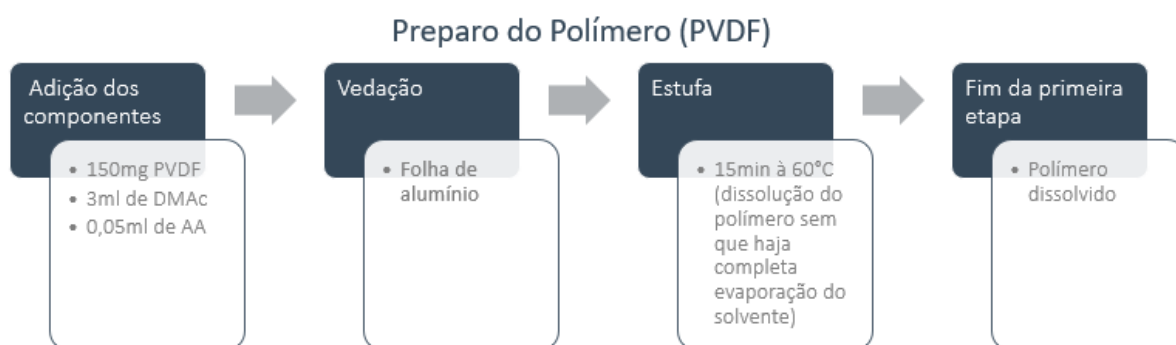 Preparo do Polímero (PVDF)
Adição dos
componentes
• 150mg PVDF
• 3ml de DMAc
• 0,05ml de AA
Vedação
• Folha de
alumínio
Estufa
• 15min à 60°C
(dissolução do
polímero sem
que haja
completa
evaporação do
solvente)
Fim da primeira
etapa
• Polímero
dissolvido